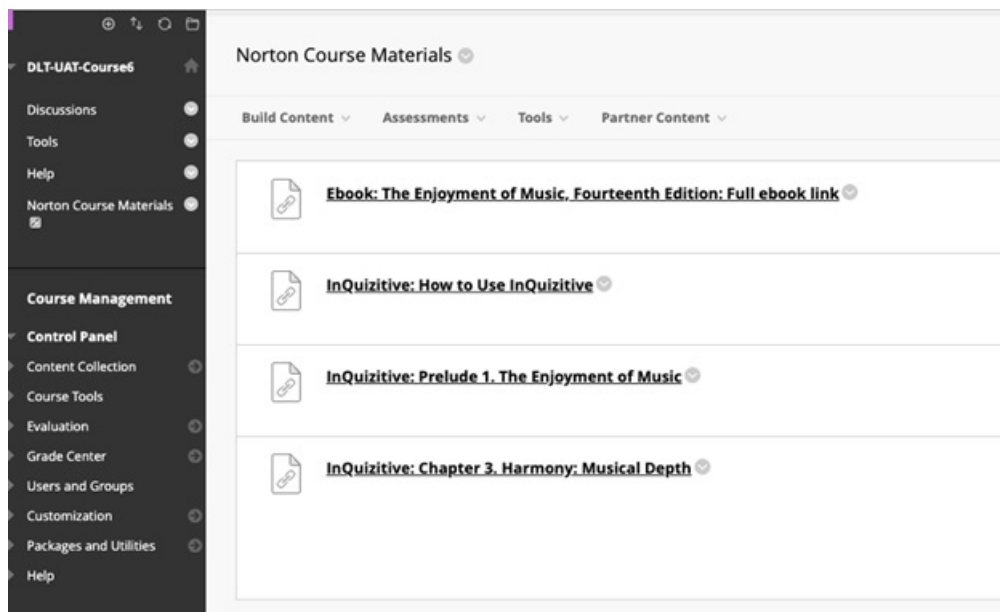 DLT-UAT-Course6
Discussions
Tools
Help
Norton Course Materials
Course Management
Control Panel
Content Collection
Course Tools
Evaluation
Grade Center
Users and Groups
Customization
Packages and Utilities
Help
Norton Course Materials
Build Content
Assessments
Tools
Partner Content
Ebook: The Enjoyment of Music, Fourteenth Edition: Full ebook link
InQuizitive: How to Use InQuizitive
InQuizitive: Prelude 1. The Enjoyment of Music
InQuizitive: Chapter 3. Harmony: Musical Depth